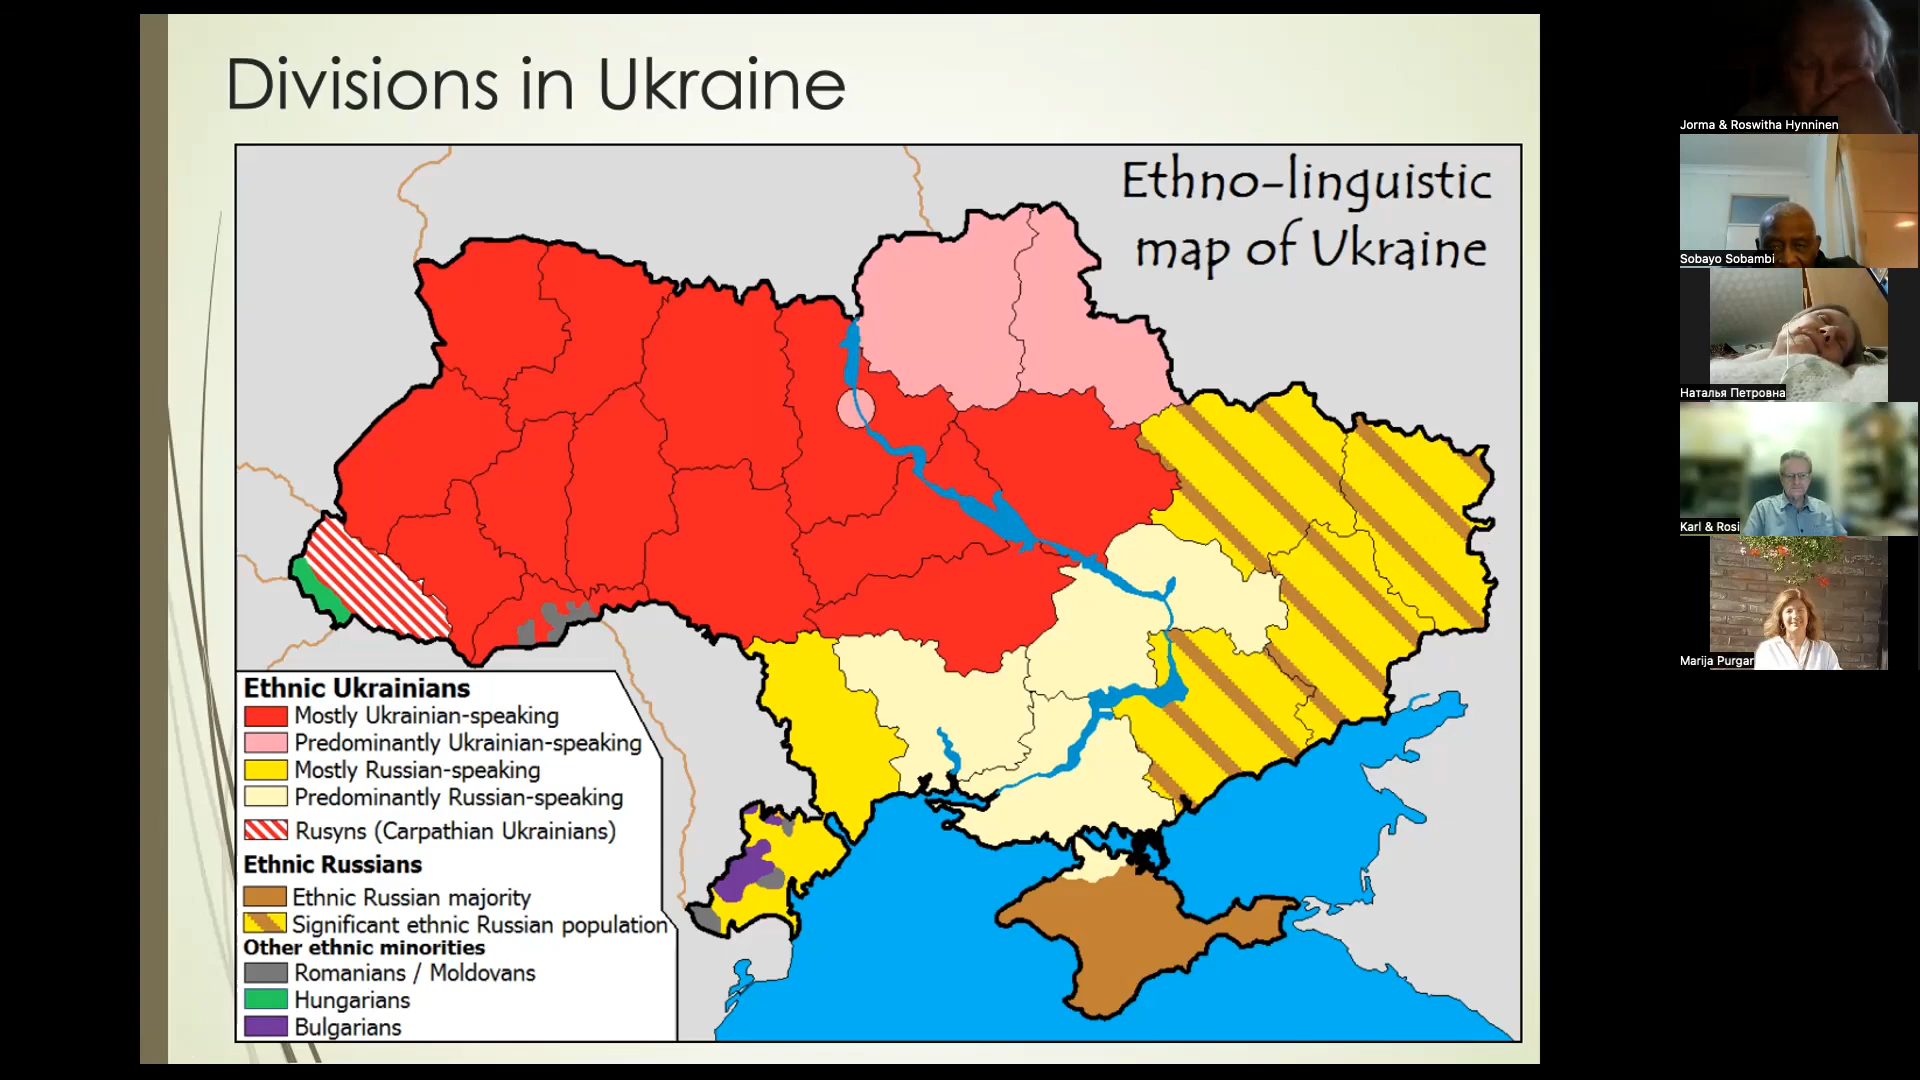 Divisions in Ukraine
Ethno-linguistic
map of Ukraine
Ethnic Ukrainians
Mostly Ukrainian-speaking
Predominantly Ukrainian-speaking
Mostly Russian-speaking
Predominantly Russian-speaking
Rusyns (Carpathian Ukrainians)
Ethnic Russians
Ethnic Russian majority
Significant ethnic Russian population
Other ethnic minorities
Romanians / Moldovans
Hungarians
Bulgarians
Jorma & Roswitha Hynninen
Sobayo Sobambi
Наталья Петровна
Karl & Rosi
Marija Purgar